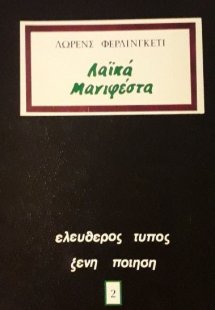 ΛΩΡΕΝΣ ΦΕΡΛΙΝΓΚΕΤΙ
Λαϊκά
Μανιφέστα
ελευθερος τυπος
ξενη ποιηση
2